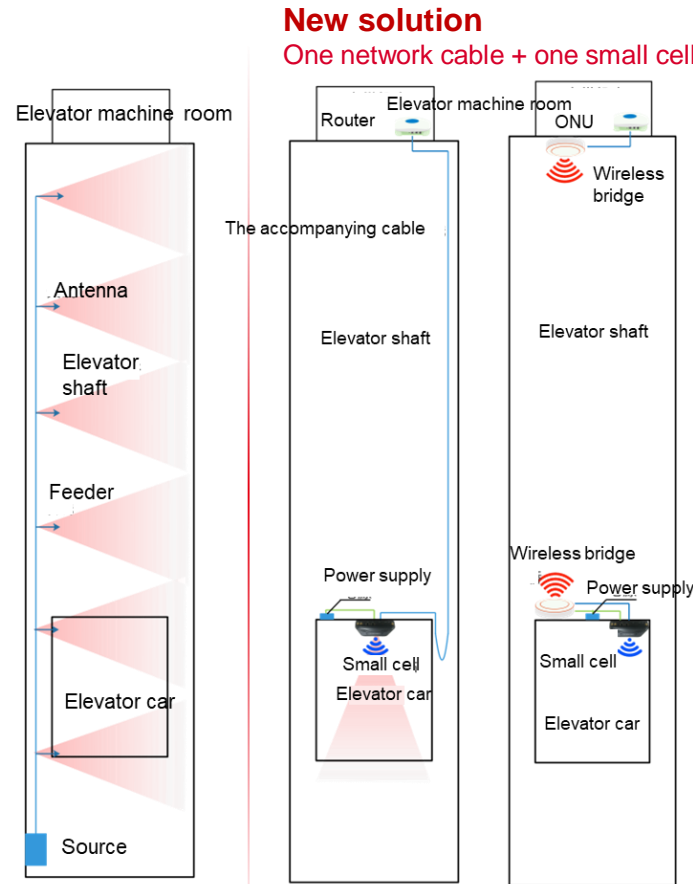 New solution
One network cable + one small cell
Elevator machine room
Antenna
Elevator
shaft
Feeder
Elevator car
Source
Elevator machine room
Router
The accompanying cable
Elevator shaft
Power supply
Small cell
Elevator car
ONU
Wireless
bridge
Elevator shaft
Wireless bridge
Power supply
Small cell
Elevator car